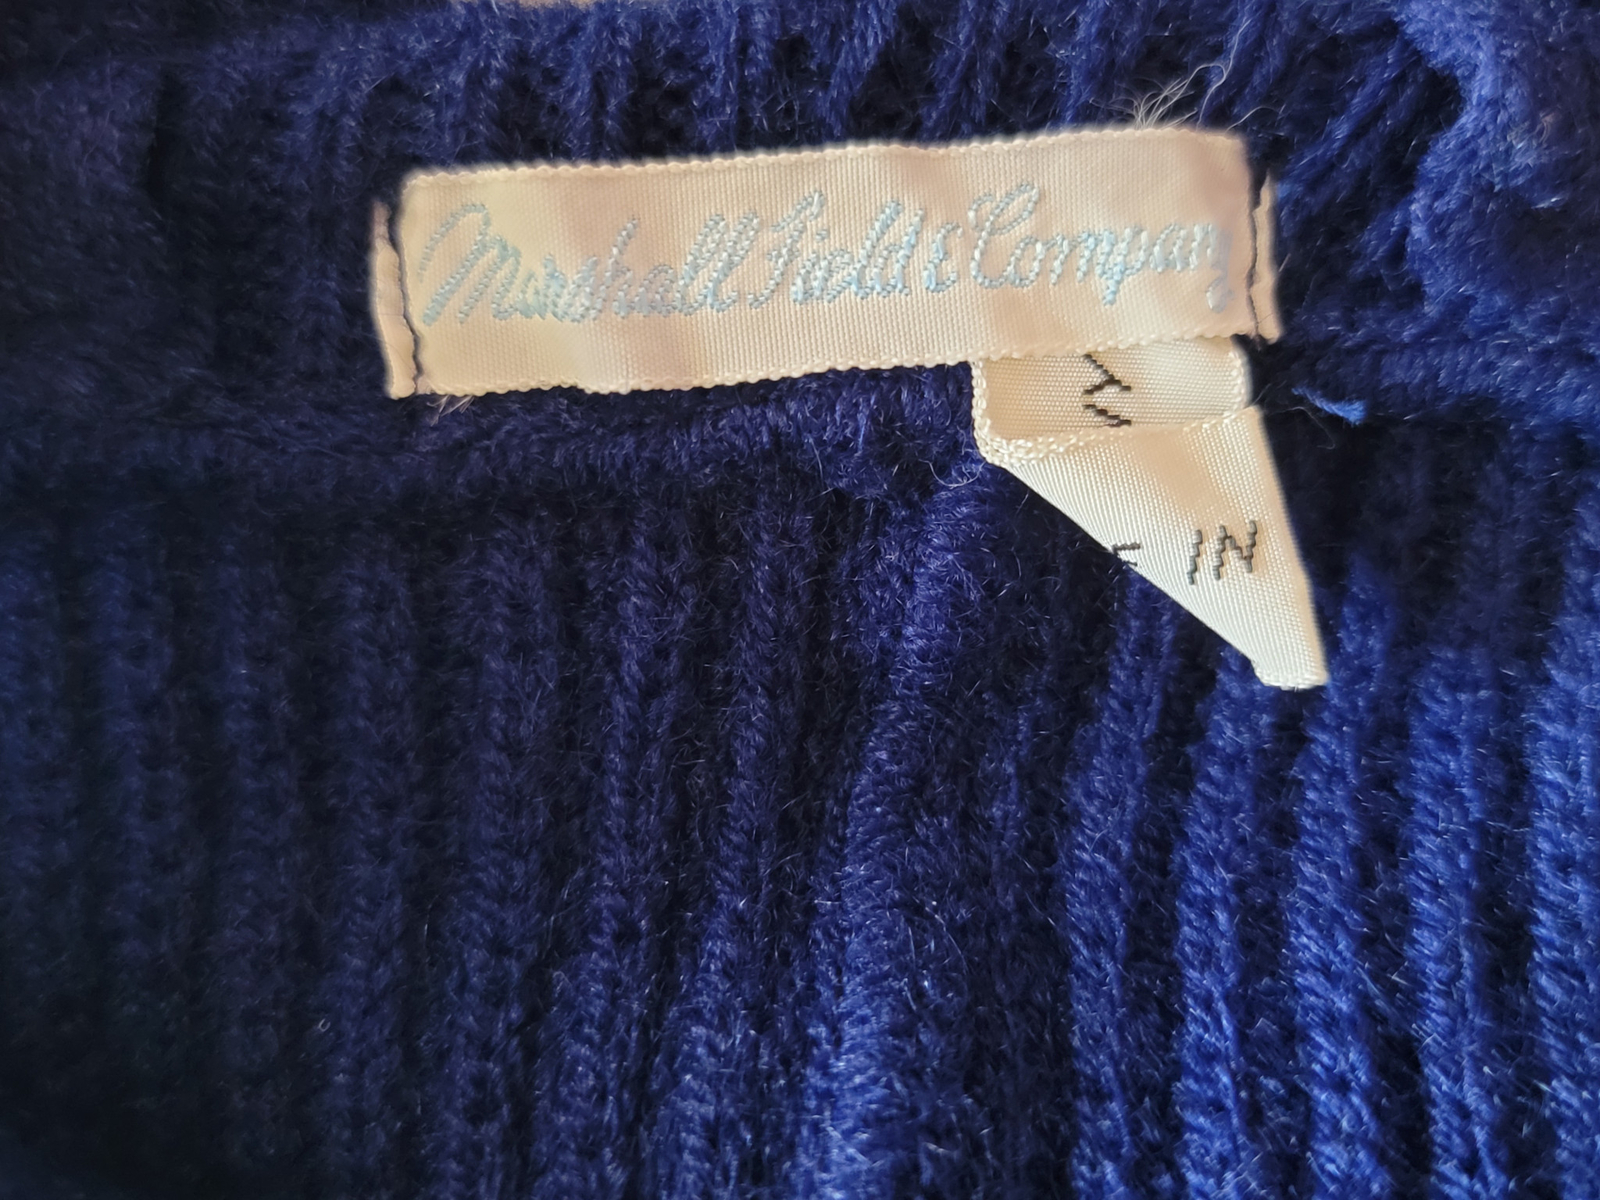 Marshall Field & Company
IN